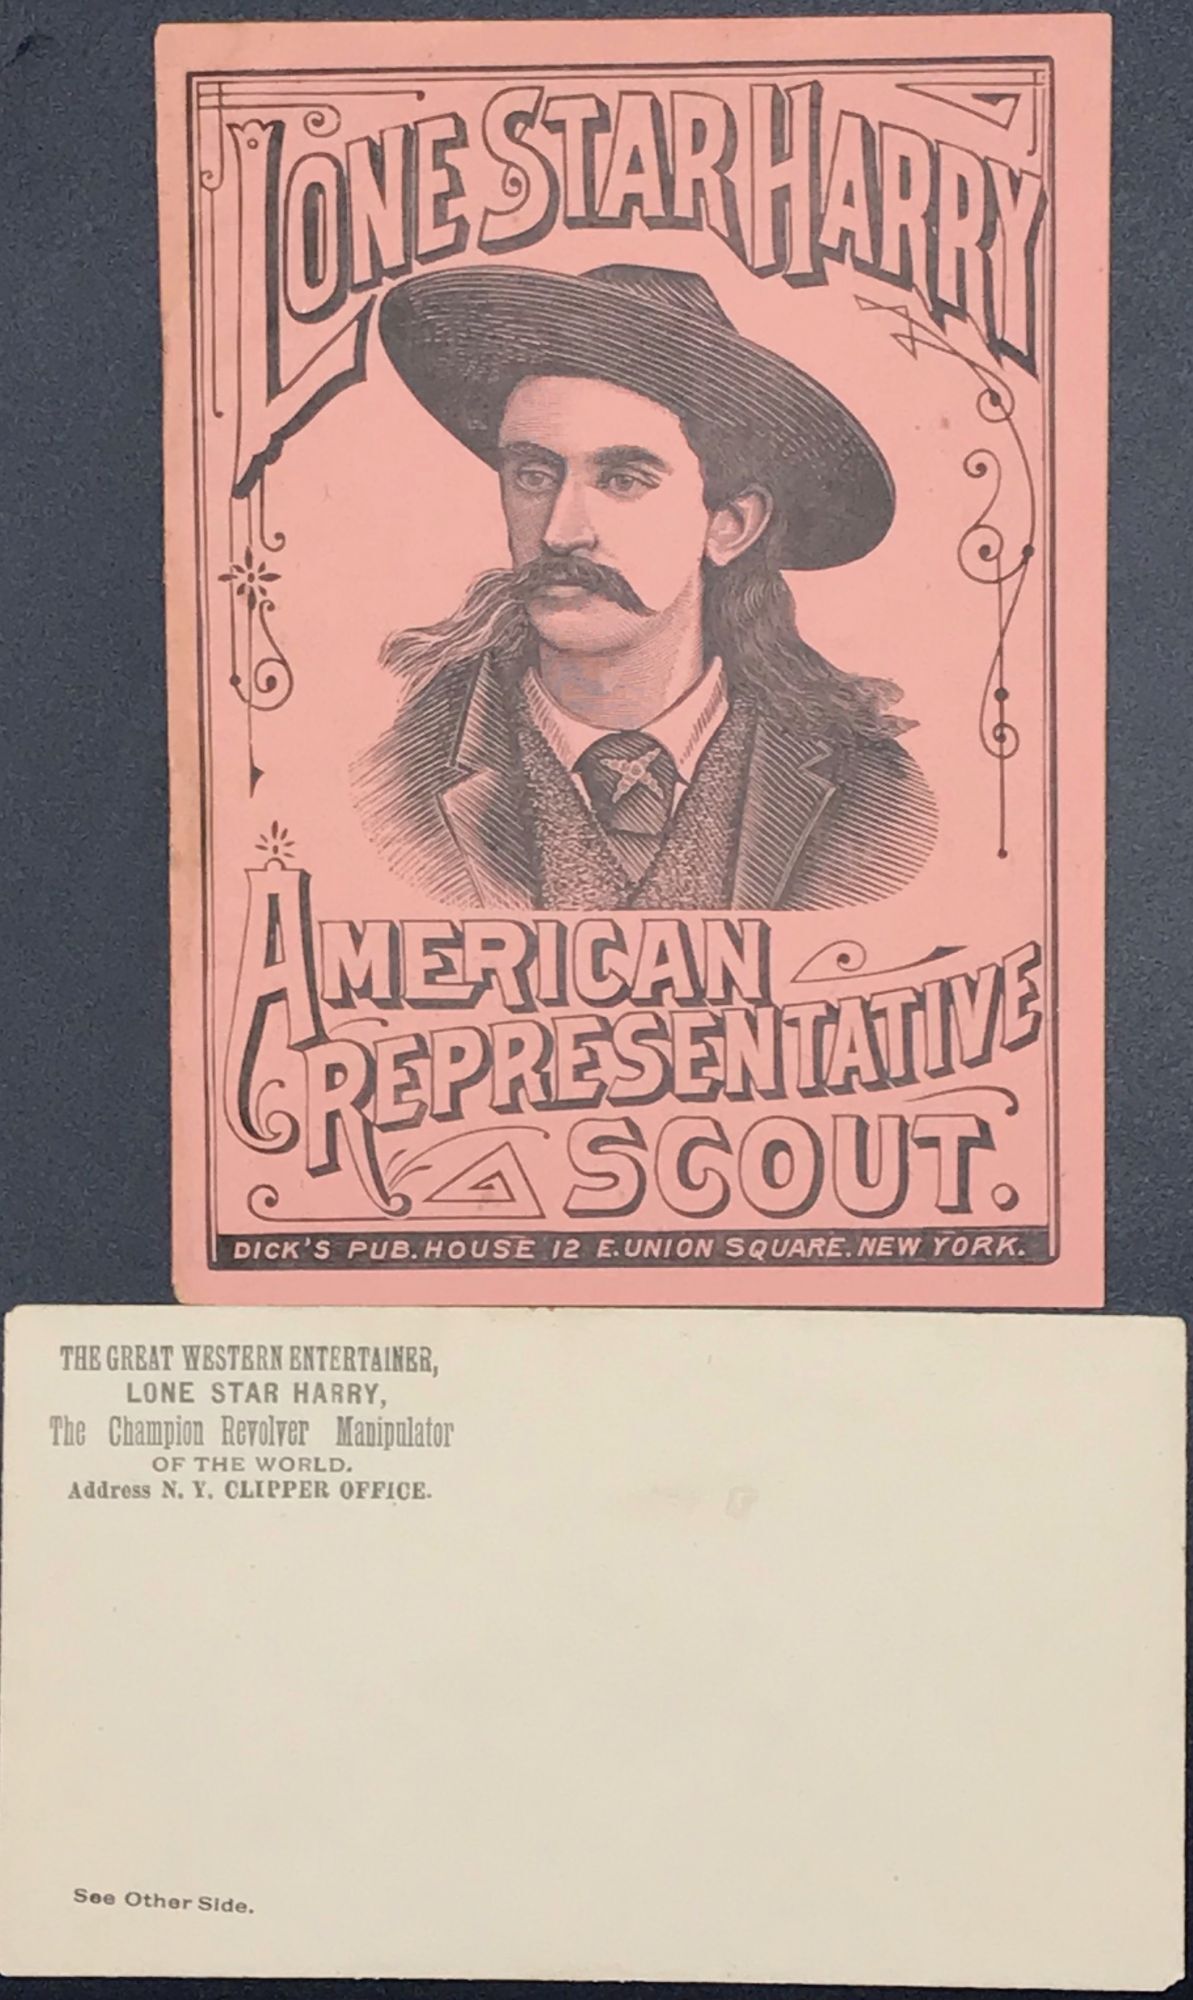 LONE STAR HARRY
AMERICAN
REPRESENTATIVE
SCOUT.
DICK'S PUB. HOUSE 12 E. UNION SQUARE. NEW YORK.
THE GREAT WESTERN ENTERTAINER,
LONE STAR HARRY,
The Champion Revolver Manipulator
OF THE WORLD.
Address N. Y. CLIPPER OFFICE.
See Other Side.